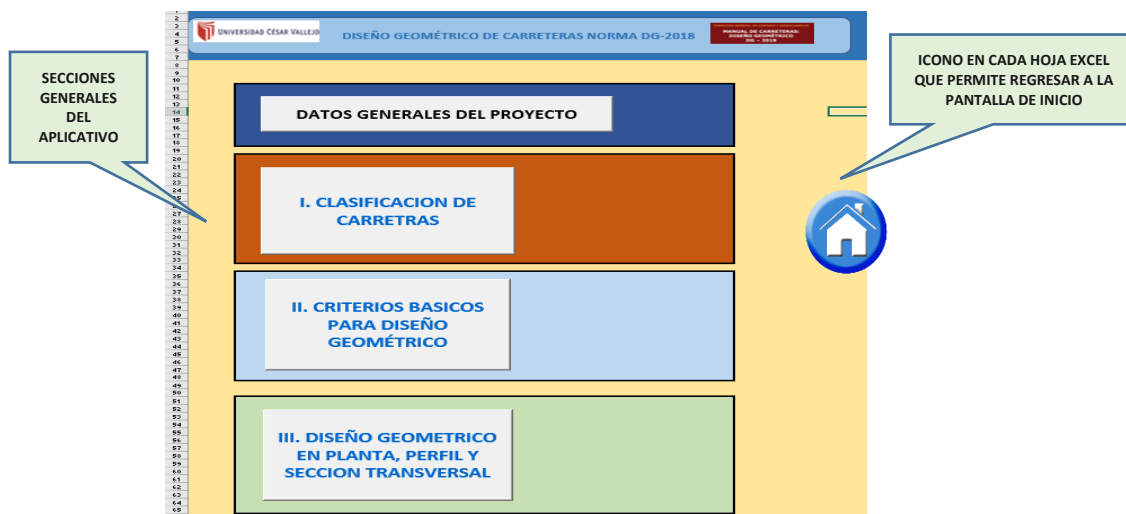 UNIVERSIDAD CÉSAR VALLEJO
DISEÑO GEOMÉTRICO DE CARRETERAS NORMA DG-2018
MANUAL DE CARRETERAS:
DISEÑO GEOMÉTRICO
DG - 2018
SECCIONES
GENERALES
DEL
APLICATIVO
ICONO EN CADA HOJA EXCEL
QUE PERMITE REGRESAR A LA
PANTALLA DE INICIO
DATOS GENERALES DEL PROYECTO
I. CLASIFICACION DE
CARRETRAS
II. CRITERIOS BASICOS
PARA DISEÑO
GEOMÉTRICO
III. DISEÑO GEOMETRICO
EN PLANTA, PERFIL Y
SECCION TRANSVERSAL